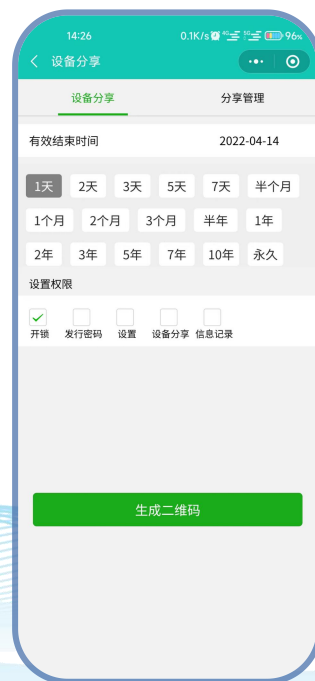 14:26 0.1K/s 4G 5G 96%
设备分享
设备分享 分享管理
有效结束时间 2022-04-14
1天 2天 3天 5天 7天 半个月
1个月 2个月 3个月 半年 1年
2年 3年 5年 7年 10年 永久
设置权限
开锁 发行密码 设置 设备分享 信息记录
生成二维码